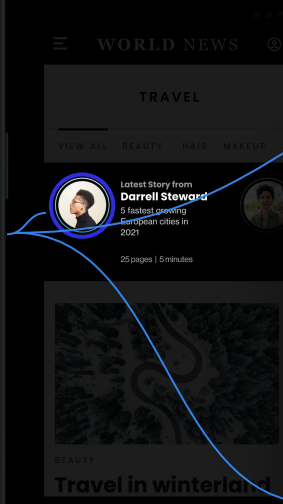 WORLD NEWS
TRAVEL
VIEW ALL BEAUTY HAIR MAKEUP
Latest Story from
Darrell Steward
5 fastest growing
European cities in
2021
25 pages | 5 minutes
BEAUTY
Travel in winterland